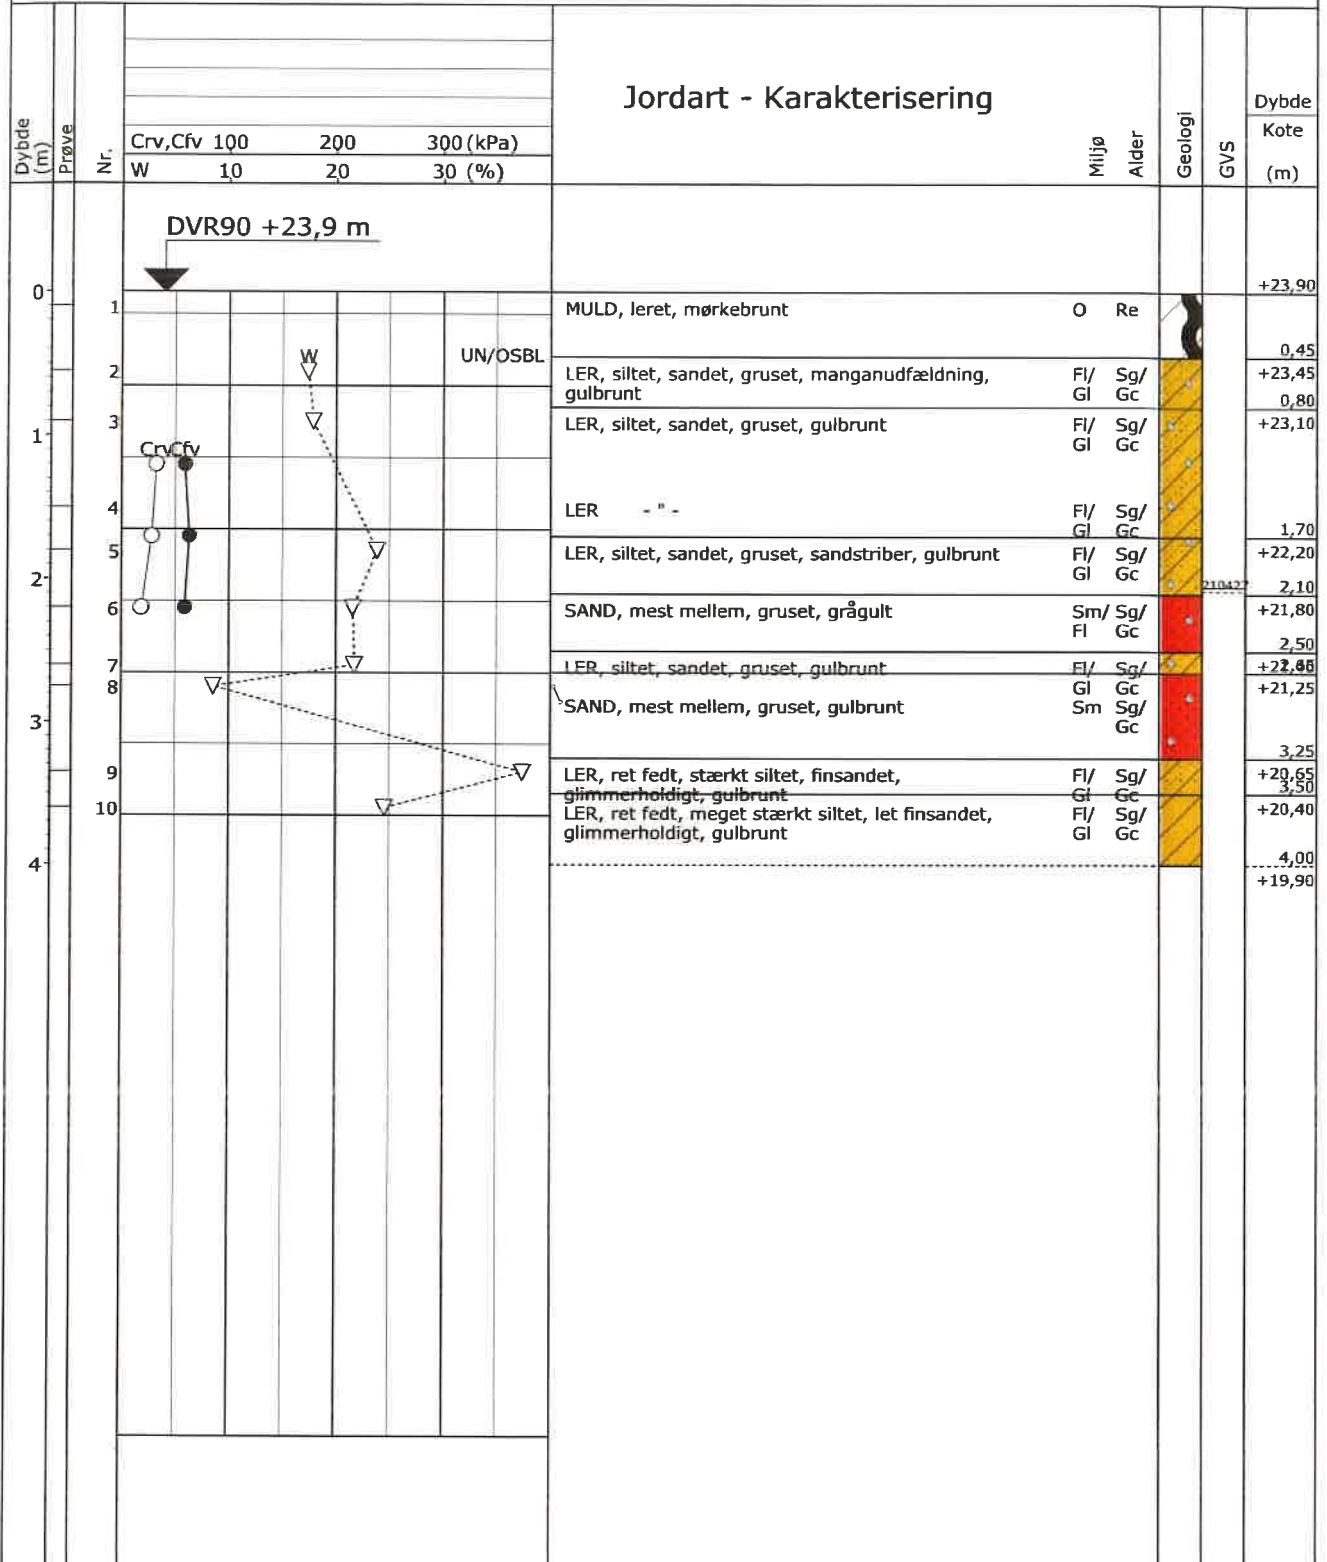 Jordart - Karakterisering
Dybde (m)
Prøve
Nr.
Crv,Cfv 100 200 300 (kPa)
W 10 20 30 (%)
Miljø
Alder
Geologi
GVS
Dybde
Kote
(m)
DVR90 +23,9 m
0
+23,90
1
MULD, leret, mørkebrunt O Re
W
UN/OSBL
0,45
2
LER, siltet, sandet, gruset, manganudfældning, Fl/ Sg/
+23,45
gulbrunt Gl Gc
0,80
3
LER, siltet, sandet, gruset, gulbrunt Fl/ Sg/
+23,10
Gl Gc
1
Crv Cfv
4
LER - " - Fl/ Sg/
Gl Gc
1,70
5
LER, siltet, sandet, gruset, sandstriber, gulbrunt Fl/ Sg/
+22,20
Gl Gc
2
210427
2,10
6
SAND, mest mellem, gruset, grågult Sm/ Sg/
+21,80
Fl Gc
2,50
7
LER, siltet, sandet, gruset, gulbrunt Fl/ Sg/
8
Gl Gc
+21,25
SAND, mest mellem, gruset, gulbrunt Sm Sg/
Gc
3
3,25
9
LER, ret fedt, stærkt siltet, finsandet, Fl/ Sg/
+20,65
glimmerholdigt, gulbrunt Gl Gc
3,50
10
LER, ret fedt, meget stærkt siltet, let finsandet, Fl/ Sg/
+20,40
glimmerholdigt, gulbrunt Gl Gc
4
4,00
+19,90